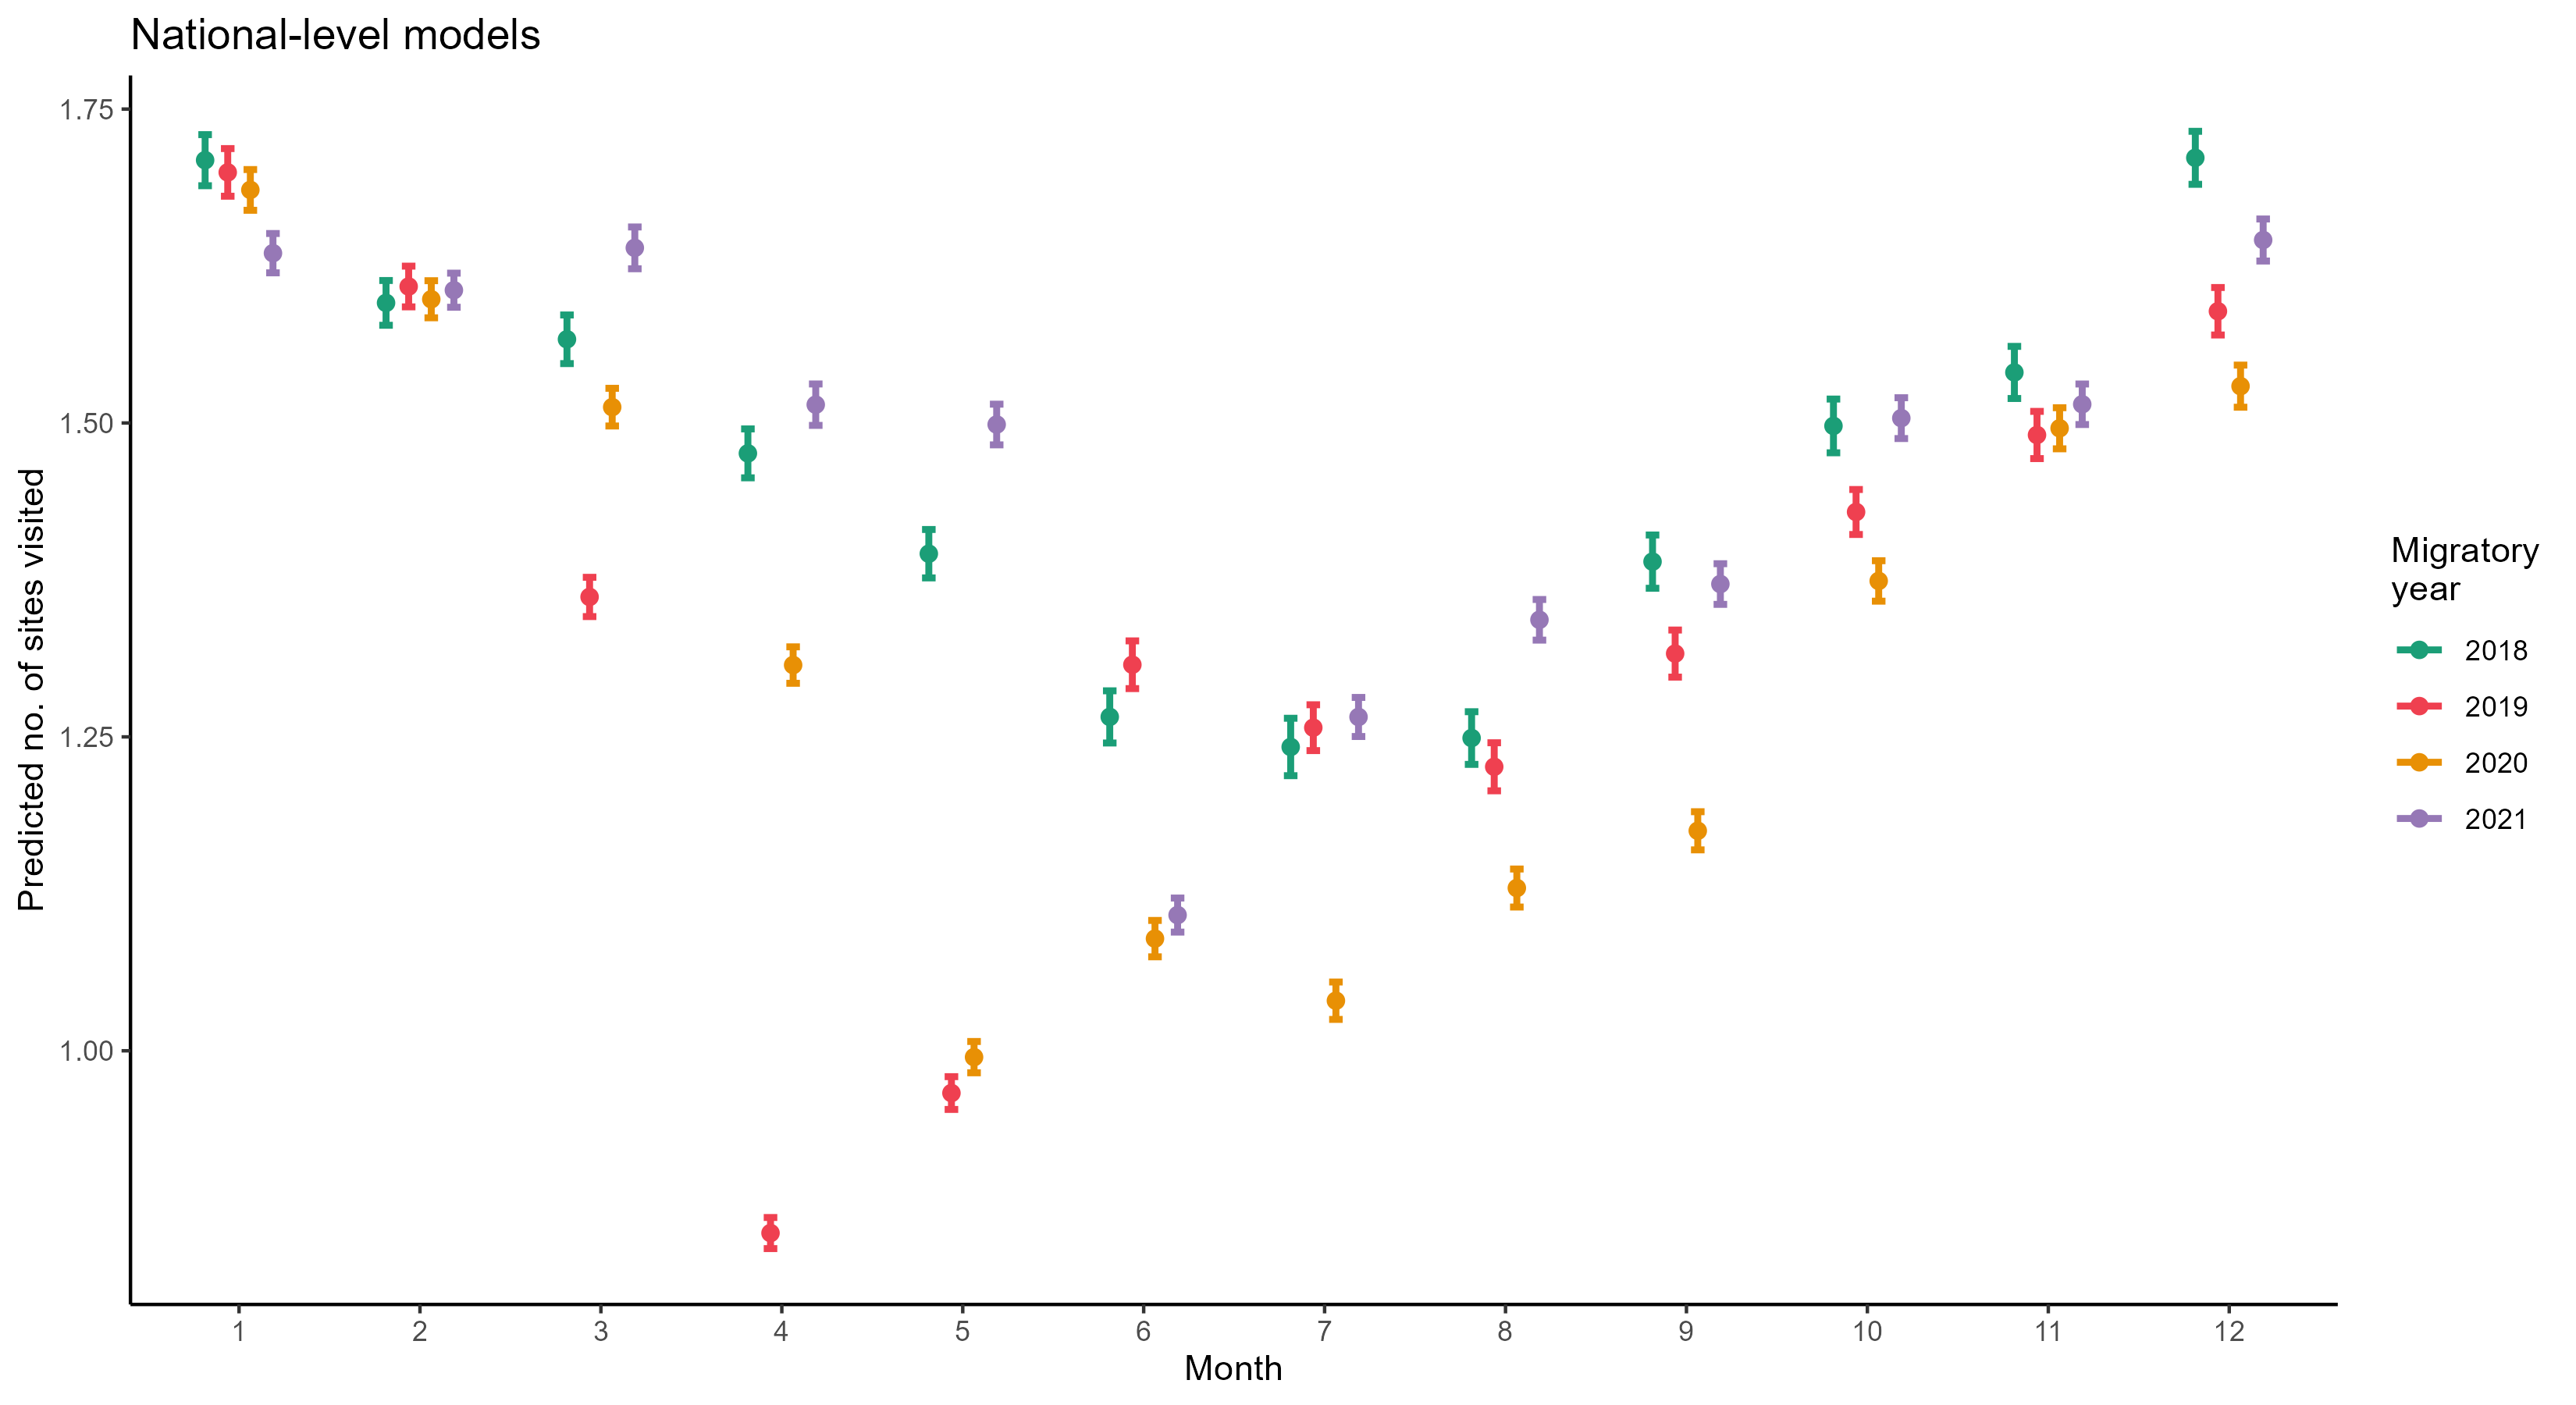 National-level models
Predicted no. of sites visited
1.75
1.50
1.25
1.00
1 2 3 4 5 6 7 8 9 10 11 12
Month
Migratory
year
2018
2019
2020
2021